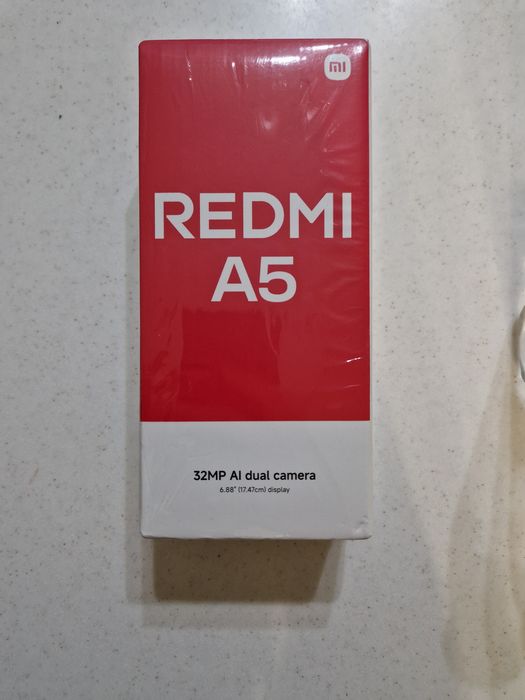 mi
REDMI
A5
32MP AI dual camera
6.88" (17.47cm) display